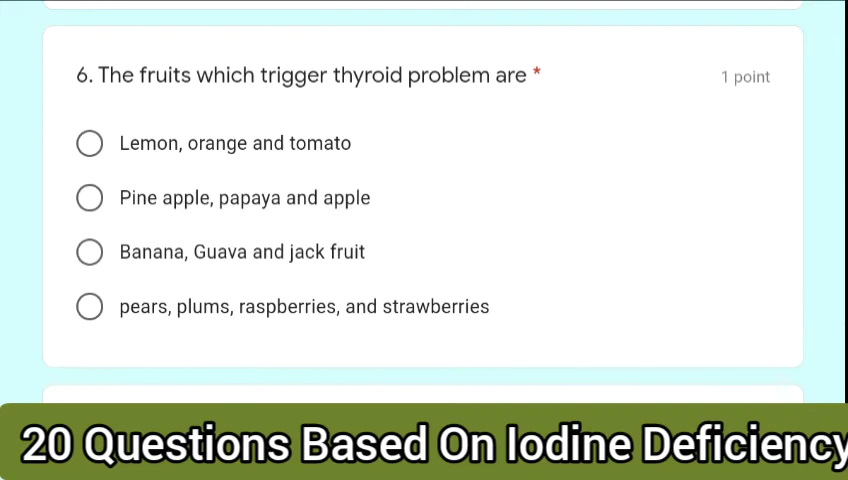 6. The fruits which trigger thyroid problem are *
1 point
Lemon, orange and tomato
Pine apple, papaya and apple
Banana, Guava and jack fruit
pears, plums, raspberries, and strawberries
20 Questions Based On Iodine Deficiency